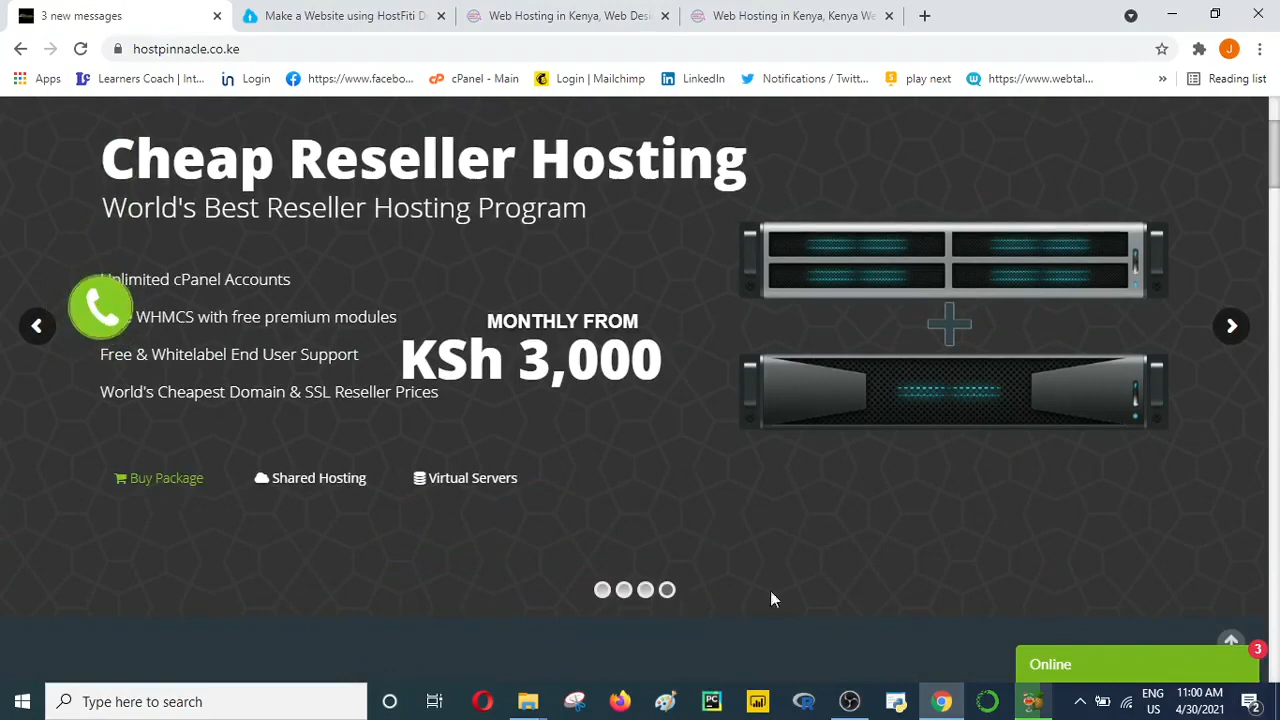 3 new messages
Make a Website using HostFiti D
Web Hosting in Kenya, Web Desi
Web Hosting in Kenya, Kenya We
hostpinnacle.co.ke
J
Apps
Learners Coach | Int...
Login
https://www.facebo...
cPanel - Main
Login | Mailchimp
LinkedIn
Notifications / Twitt...
play next
https://www.webtal...
»
Reading list
Cheap Reseller Hosting
World's Best Reseller Hosting Program
Unlimited cPanel Accounts
WHMCS with free premium modules
Free & Whitelabel End User Support
World's Cheapest Domain & SSL Reseller Prices
MONTHLY FROM
KSh 3,000
Buy Package
Shared Hosting
Virtual Servers
Online
3
Type here to search
ENG
US
11:00 AM
4/30/2021
2